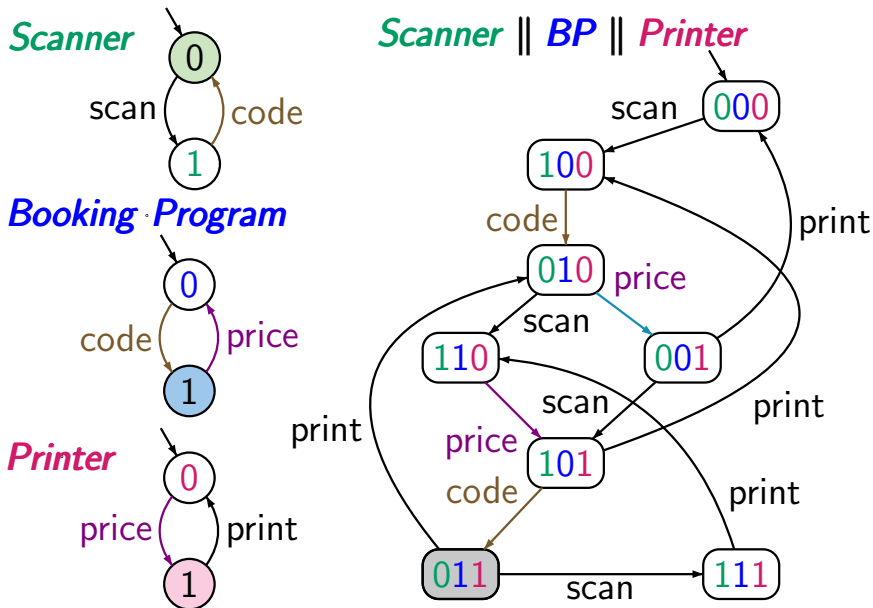 Scanner
0
scan
code
1
Booking Program
0
code
price
1
Printer
0
price
print
1
Scanner || BP || Printer
000
scan
100
code
print
010
price
scan
110
001
scan
print
price
print
101
code
print
011
scan
111